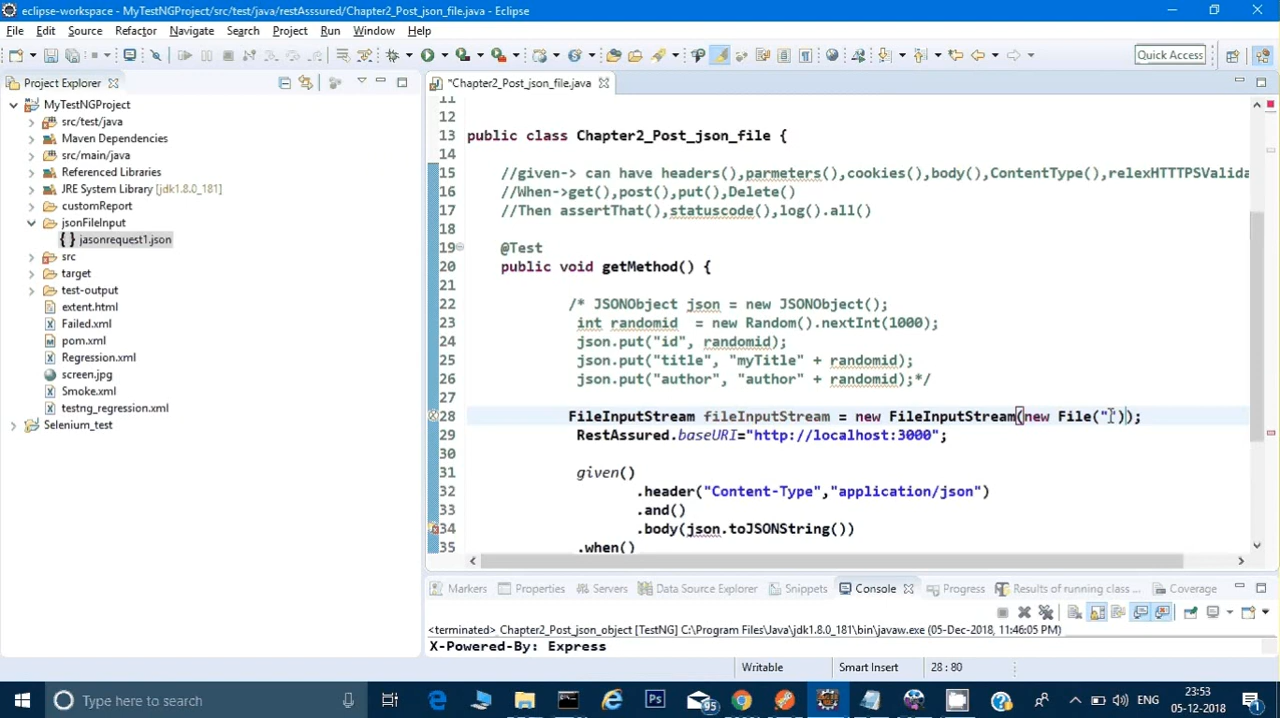 eclipse-workspace - MyTestNGProject/src/test/java/restAsssured/Chapter2_Post_json_file.java - Eclipse
File Edit Source Refactor Navigate Search Project Run Window Help
Quick Access
Project Explorer
*Chapter2_Post_json_file.java
MyTestNGProject
src/test/java
Maven Dependencies
src/main/java
Referenced Libraries
JRE System Library [jdk1.8.0_181]
customReport
jsonFileInput
jasonrequest1.json
src
target
test-output
extent.html
Failed.xml
pom.xml
Regression.xml
screen.jpg
Smoke.xml
testng_regression.xml
Selenium_test
11
12
13 public class Chapter2_Post_json_file {
14
15 //given-> can have headers(),parmeters(),cookies(),body(),ContentType(),relexHTTPSValida
16 //When->get(),post(),put(),Delete()
17 //Then assertThat(),statuscode(),log().all()
18
19 @Test
20 public void getMethod() {
21
22 /* JSONObject json = new JSONObject();
23 int randomid  = new Random().nextInt(1000);
24 json.put("id", randomid);
25 json.put("title", "myTitle" + randomid);
26 json.put("author", "author" + randomid);*/
27
28 FileInputStream fileInputStream = new FileInputStream(new File(""));
29 RestAssured.baseURI="http://localhost:3000";
30
31 given()
32 .header("Content-Type","application/json")
33 .and()
34 .body(json.toJSONString())
35 .when()
Markers Properties Servers Data Source Explorer Snippets Console Progress Results of running class ... Coverage
<terminated> Chapter2_Post_json_object [TestNG] C:\Program Files\Java\jdk1.8.0_181\bin\javaw.exe (05-Dec-2018, 11:46:05 PM)
X-Powered-By: Express
Writable Smart Insert 28 : 80
Type here to search
95
ENG
23:53
05-12-2018
1